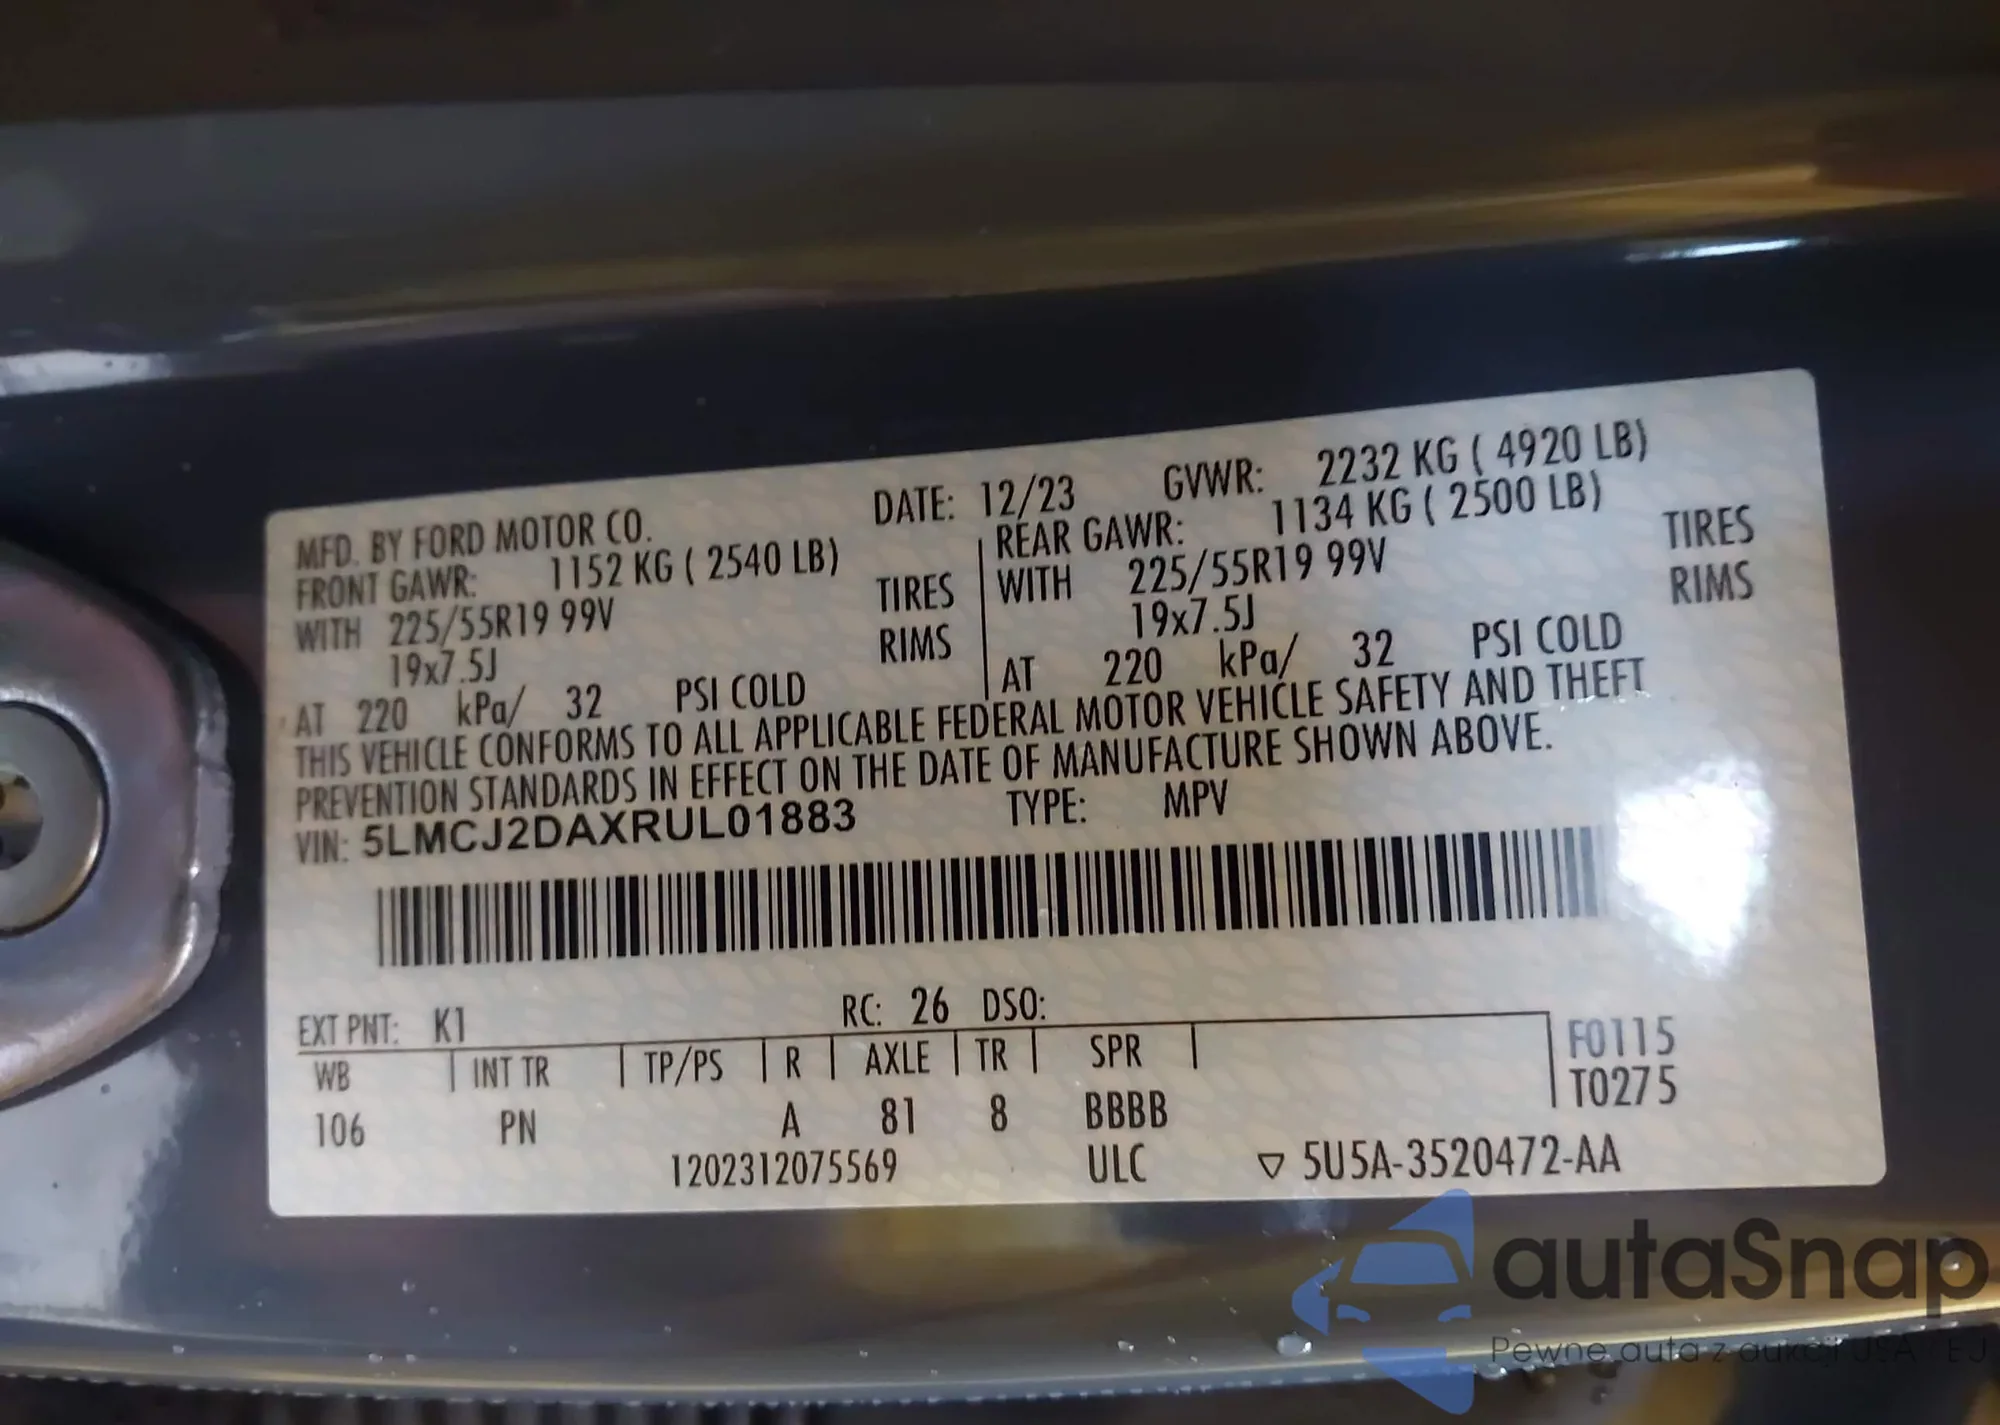 MFD. BY FORD MOTOR CO. DATE: 12/23 GVWR: 2232 KG ( 4920 LB)
FRONT GAWR: 1152 KG ( 2540 LB) REAR GAWR: 1134 KG ( 2500 LB)
WITH 225/55R19 99V TIRES WITH 225/55R19 99V TIRES
19x7.5J RIMS 19x7.5J RIMS
AT 220 kPa/ 32 PSI COLD AT 220 kPa/ 32 PSI COLD
THIS VEHICLE CONFORMS TO ALL APPLICABLE FEDERAL MOTOR VEHICLE SAFETY AND THEFT
PREVENTION STANDARDS IN EFFECT ON THE DATE OF MANUFACTURE SHOWN ABOVE.
VIN: 5LMCJ2DAXRUL01883 TYPE: MPV
EXT PNT: K1 RC: 26 DSO:
WB INT TR TP/PS R AXLE TR SPR F0115
106 PN A 81 8 BBBB T0275
1202312075569 ULC ▽ 5U5A-3520472-AA
autaSnap
Pewne auta z aukcji USA i EJ